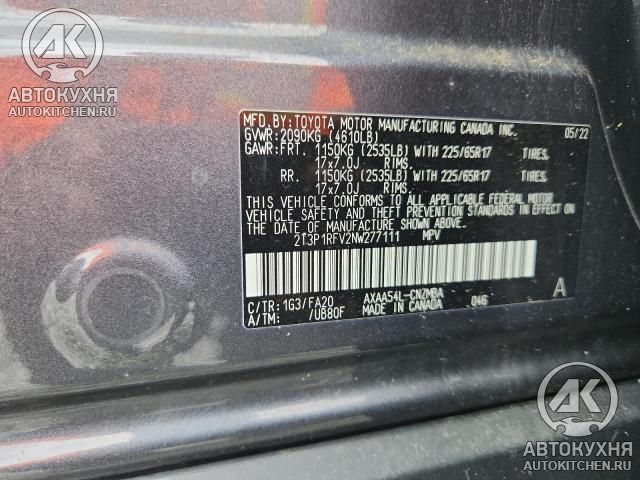 AK
АВТОКУХНЯ
AUTOKITCHEN.RU
MFD.BY:TOYOTA MOTOR MANUFACTURING CANADA INC.
GVWR:2090KG (4610LB) 05/22
GAWR:FRT. 1150KG (2535LB) WITH 225/65R17 TIRES.
17x7.0J RIMS.
RR. 1150KG (2535LB) WITH 225/65R17 TIRES.
17x7.0J RIMS.
THIS VEHICLE CONFORMS TO ALL APPLICABLE FEDERAL MOTOR
VEHICLE SAFETY AND THEFT PREVENTION STANDARDS IN EFFECT ON
THE DATE OF MANUFACTURE SHOWN ABOVE.
2T3P1RFV2NW277111 MPV
A
C/TR:1G3/FA20 AXAA54L-CNZMBA 046
A/TM: /UB80F MADE IN CANADA
AK
АВТОКУХНЯ
AUTOKITCHEN.RU